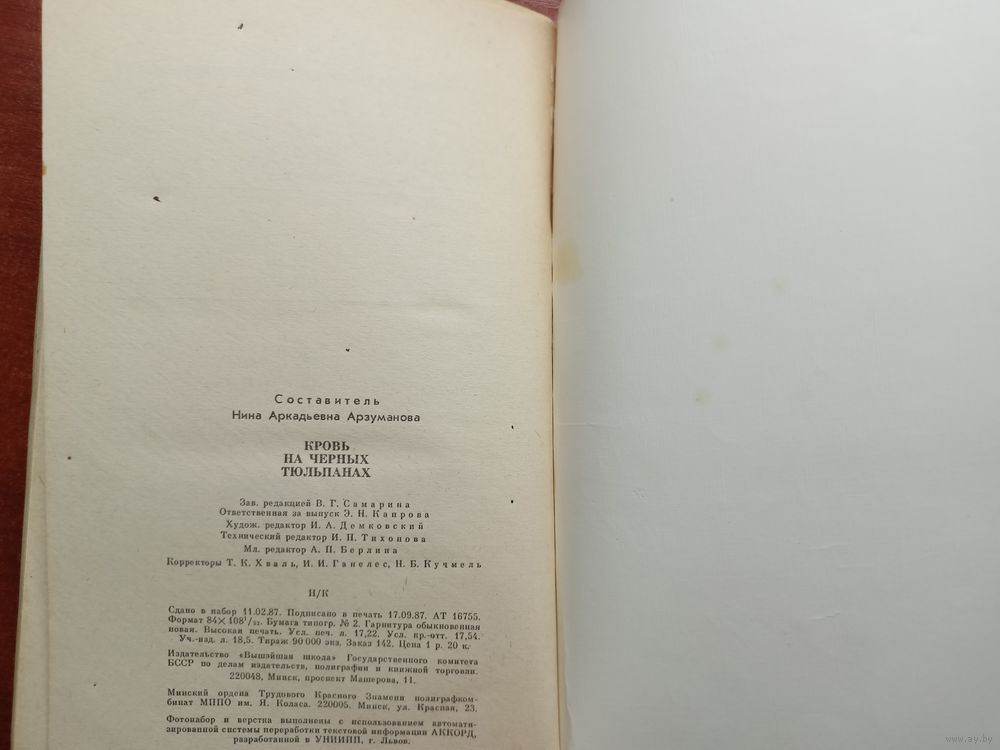 Составитель
Нина Аркадьевна Арзуманова
КРОВЬ
НА ЧЕРНЫХ
ТЮЛЬПАНАХ
Зав. редакцией В. Г. Самарина
Ответственная за выпуск Э. Н. Капрова
Худож. редактор И. А. Демковский
Технический редактор И. П. Тихонова
Мл. редактор А. П. Берлина
Корректоры Т. К. Хваль, И. И. Ганелес, Н. Б. Кучмель
Н/К
Сдано в набор 11.02.87. Подписано в печать 17.09.87. АТ 16755.
Формат 84×108¹/₃₂. Бумага типогр. № 2. Гарнитура обыкновенная
новая. Высокая печать. Усл. печ. л. 17,22. Усл. кр.-отт. 17,54.
Уч.-изд. л. 18,5. Тираж 90 000 экз. Заказ 142. Цена 1 р. 20 к.
Издательство «Вышэйшая школа» Государственного комитета
БССР по делам издательств, полиграфии и книжной торговли.
220048, Минск, проспект Машерова, 11.
Минский ордена Трудового Красного Знамени полиграфком-
бинат МППО им. Я. Коласа. 220005. Минск, ул. Красная, 23.
Фотонабор и верстка выполнены с использованием автомати-
зированной системы переработки текстовой информации АККОРД,
разработанной в УНИИПП, г. Львов.
www.ay.by